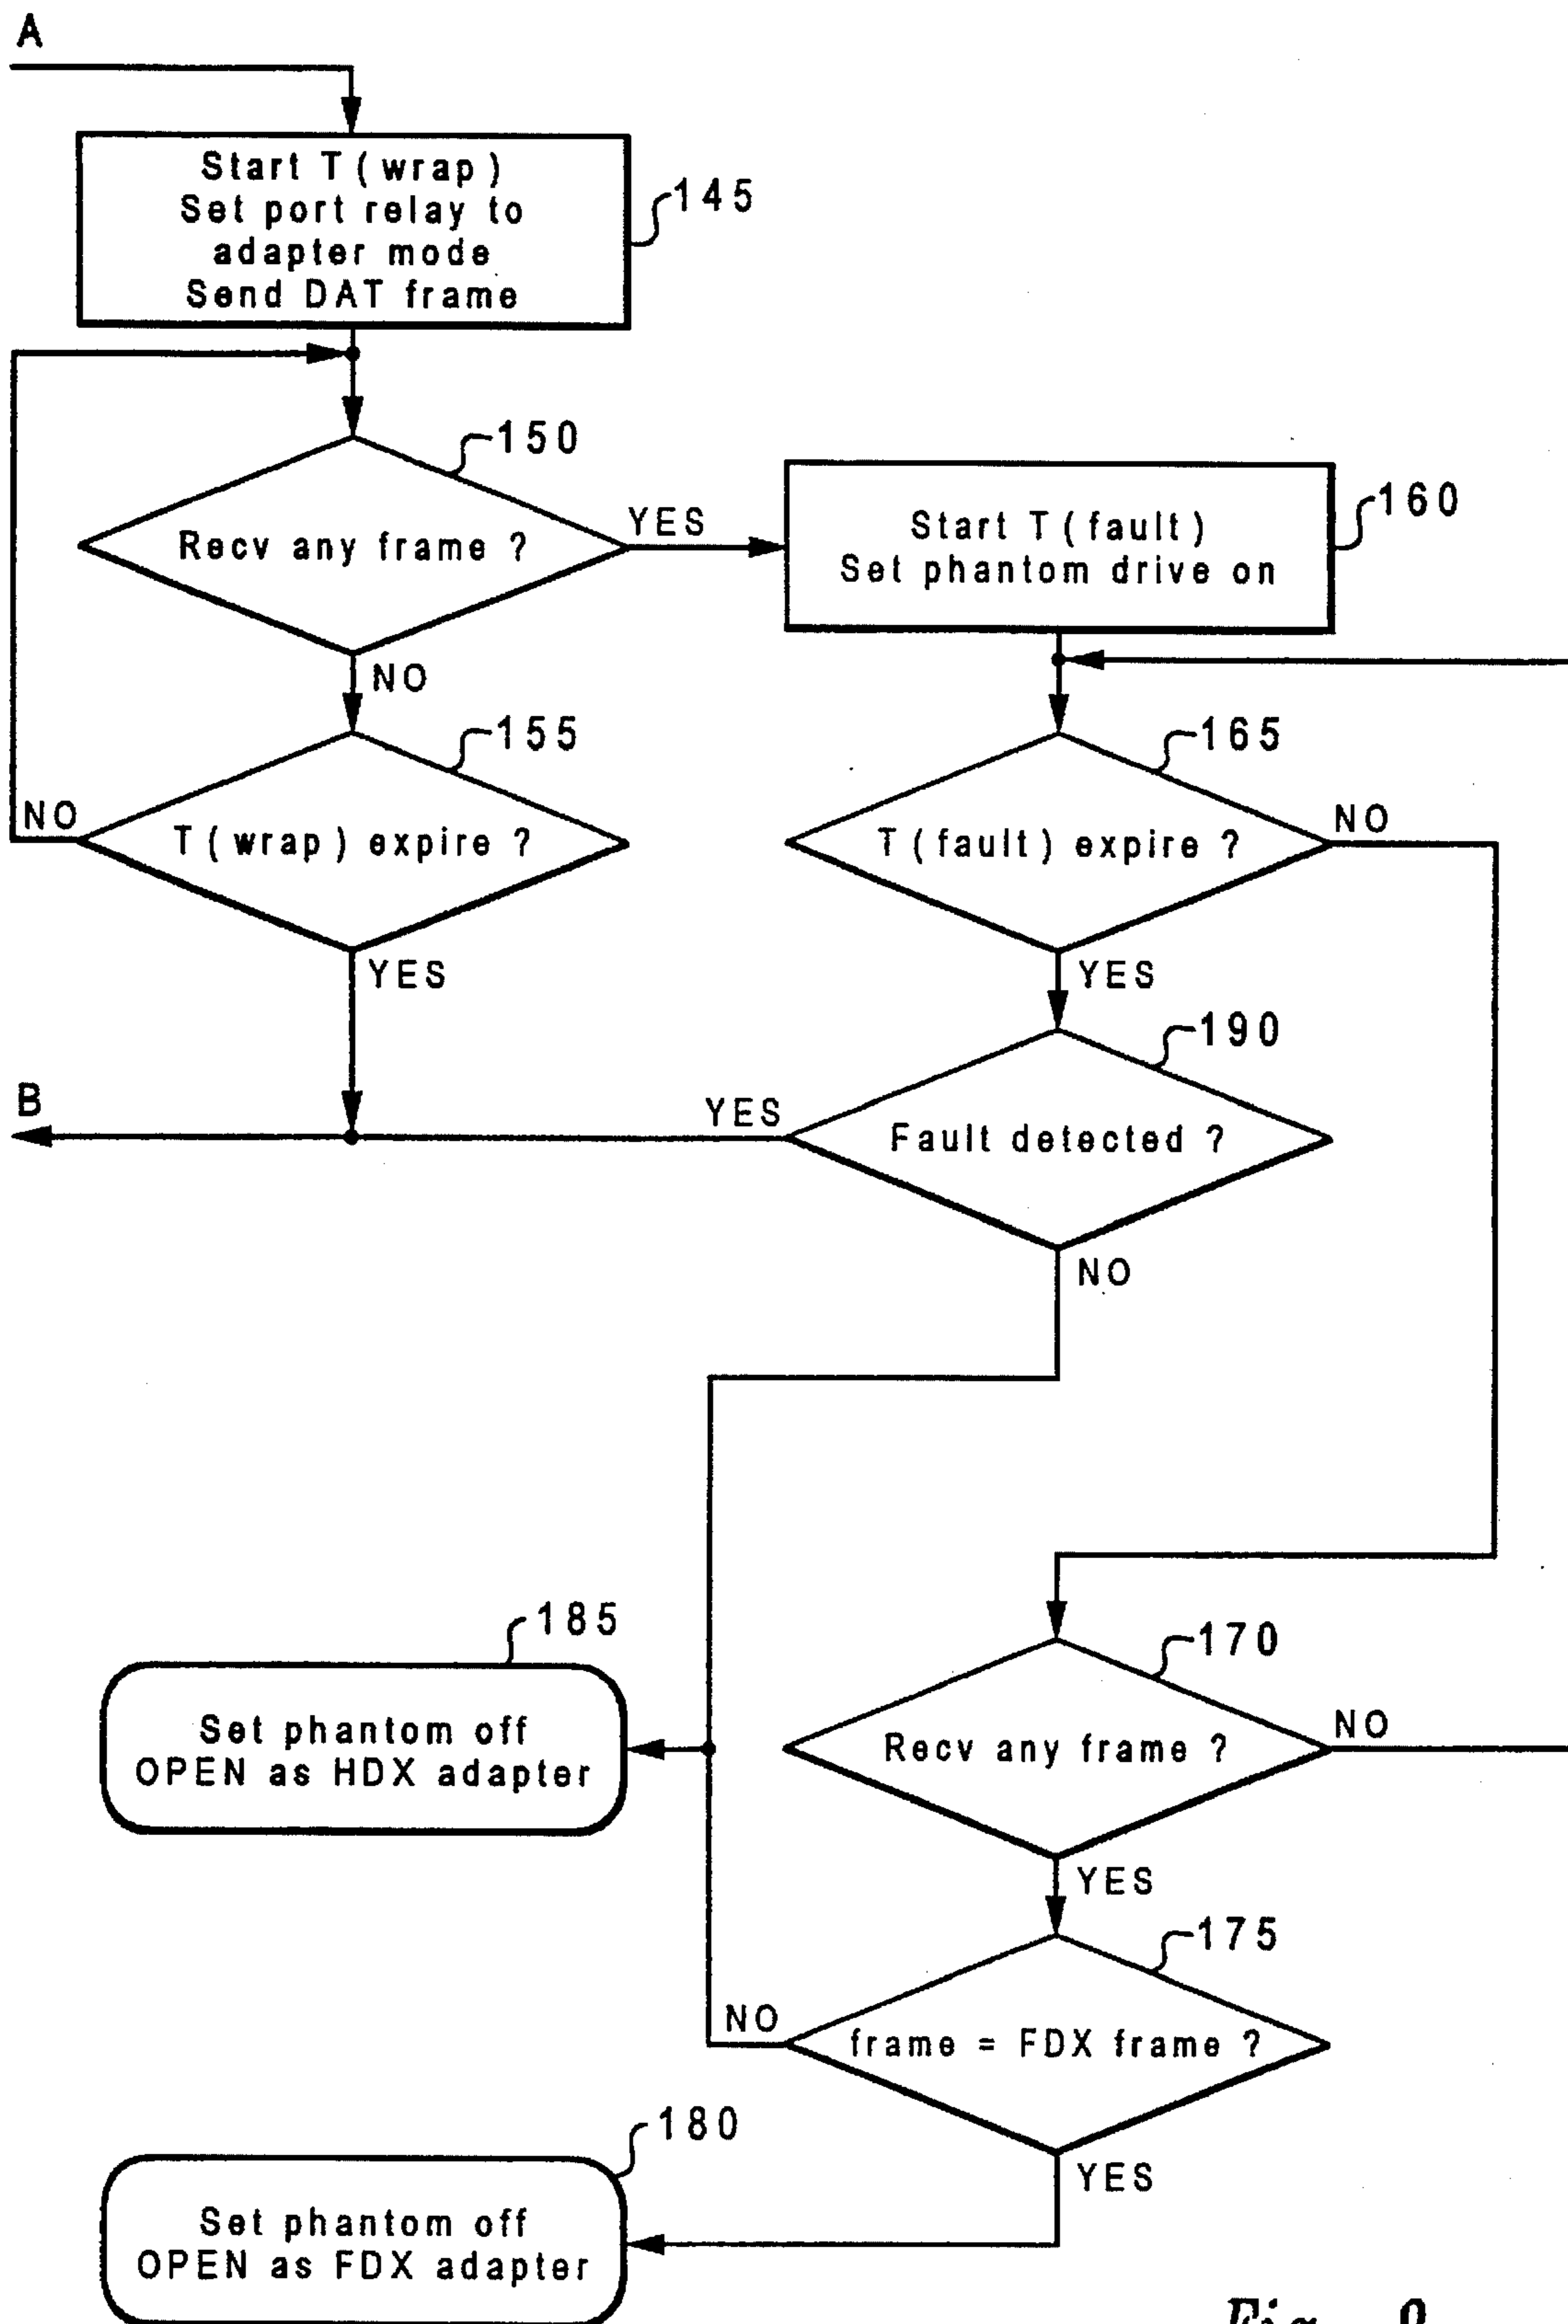 A
Start T(wrap)
Set port relay to
adapter mode
Send DAT frame
145
150
Recv any frame ?
YES
NO
160
Start T(fault)
Set phantom drive on
155
T(wrap) expire ?
NO
YES
165
T(fault) expire ?
NO
YES
190
Fault detected ?
YES
NO
B
185
Set phantom off
OPEN as HDX adapter
170
Recv any frame ?
NO
YES
175
frame = FDX frame ?
NO
YES
180
Set phantom off
OPEN as FDX adapter